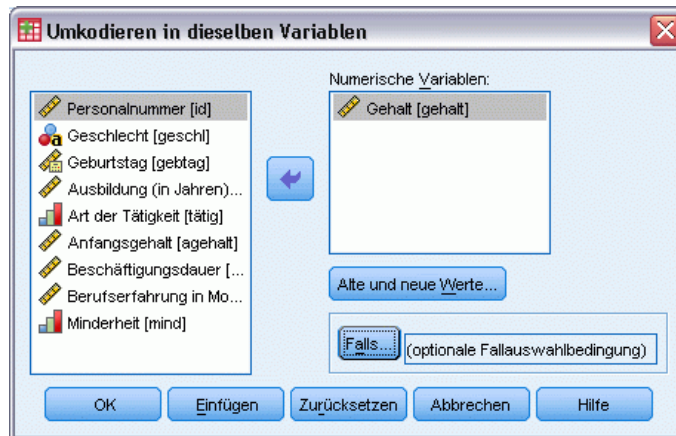 Umkodieren in dieselben Variablen
Personalnummer [id]
Geschlecht [geschl]
Geburtstag [gebtag]
Ausbildung (in Jahren)...
Art der Tätigkeit [tätig]
Anfangsgehalt [agehalt]
Beschäftigungsdauer [...
Berufserfahrung in Mo...
Minderheit [mind]
Numerische Variablen:
Gehalt [gehalt]
Alte und neue Werte...
Falls... (optionale Fallauswahlbedingung)
OK Einfügen Zurücksetzen Abbrechen Hilfe